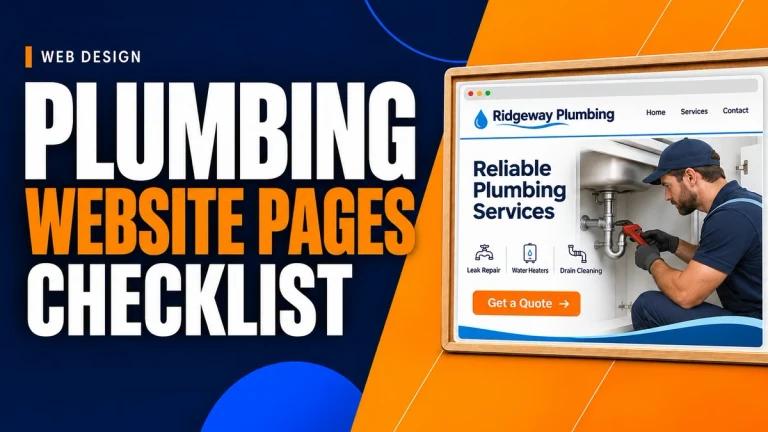 WEB DESIGN
PLUMBING
WEBSITE PAGES
CHECKLIST
Ridgeway Plumbing
Home Services Contact
Reliable
Plumbing
Services
Leak Repair Water Heaters Drain Cleaning
Get a Quote →